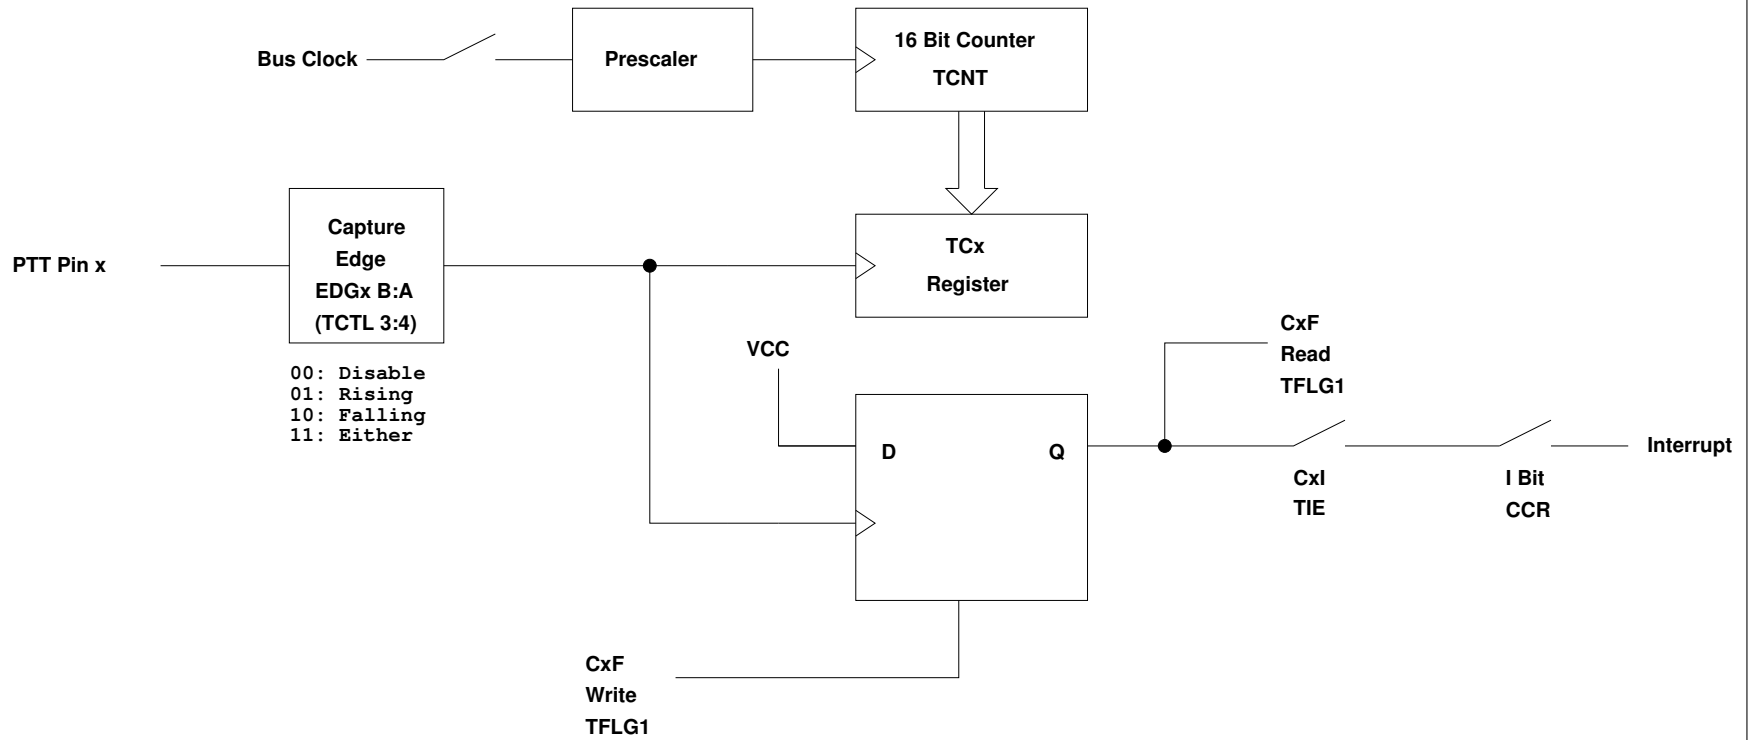 Bus Clock
Prescaler
16 Bit Counter
TCNT
PTT Pin x
Capture
Edge
EDGx B:A
(TCTL 3:4)
00: Disable
01: Rising
10: Falling
11: Either
TCx
Register
VCC
D
Q
CxF
Read
TFLG1
CxI
TIE
I Bit
CCR
Interrupt
CxF
Write
TFLG1